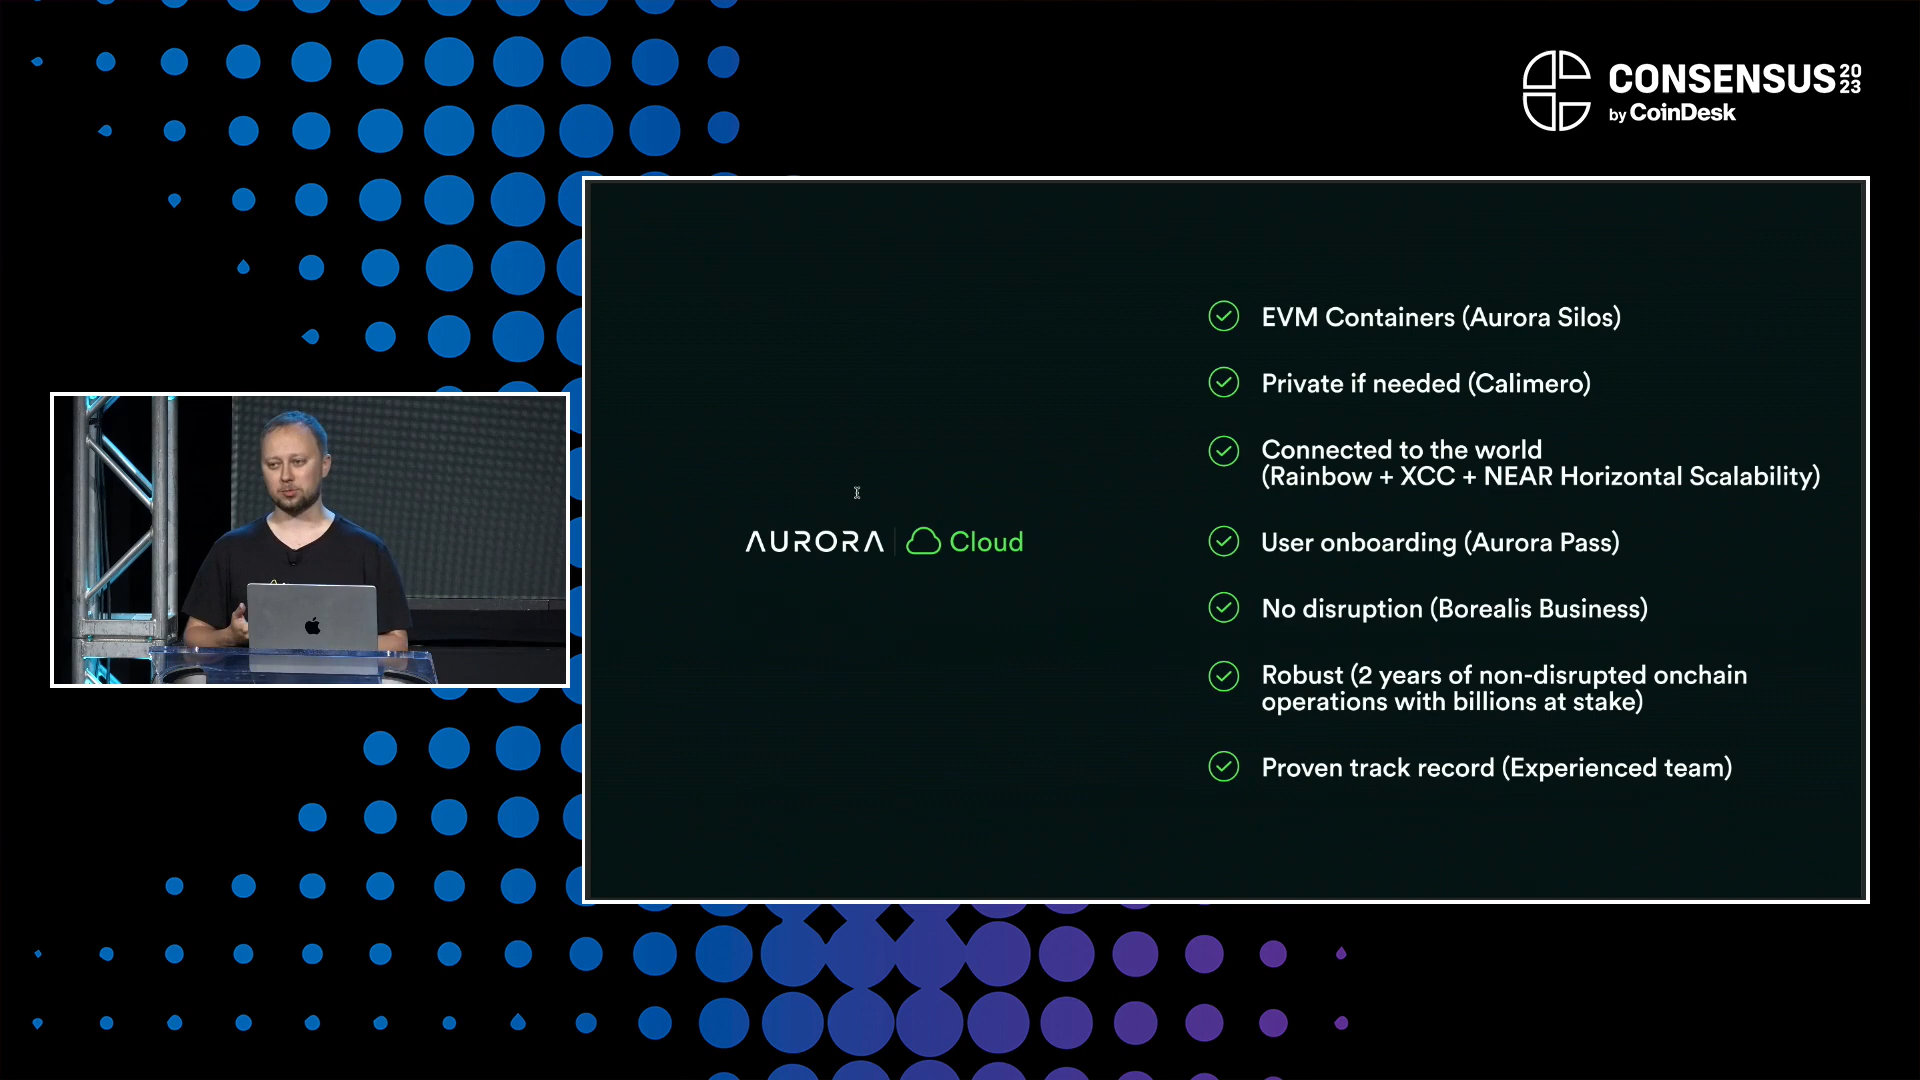 CONSENSUS 20 23
by CoinDesk
EVM Containers (Aurora Silos)
Private if needed (Calimero)
Connected to the world
(Rainbow + XCC + NEAR Horizontal Scalability)
AURORA | Cloud
User onboarding (Aurora Pass)
No disruption (Borealis Business)
Robust (2 years of non-disrupted onchain
operations with billions at stake)
Proven track record (Experienced team)